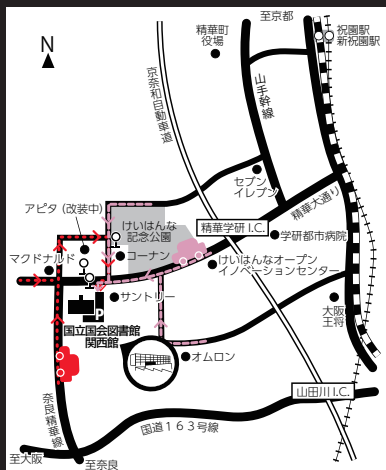 至京都
N
精華町
役場
祝園駅
新祝園駅
京奈和自動車道
山手幹線
セブン
イレブン
精華大通り
アピタ（改装中）
けいはんな
記念公園
精華学研 I.C.
学研都市病院
マクドナルド
コーナン
けいはんなオープン
イノベーションセンター
サントリー
P
国立国会図書館
関西館
大阪
王将
オムロン
奈良精華線
山田川 I.C.
国道１６３号線
至大阪
至奈良